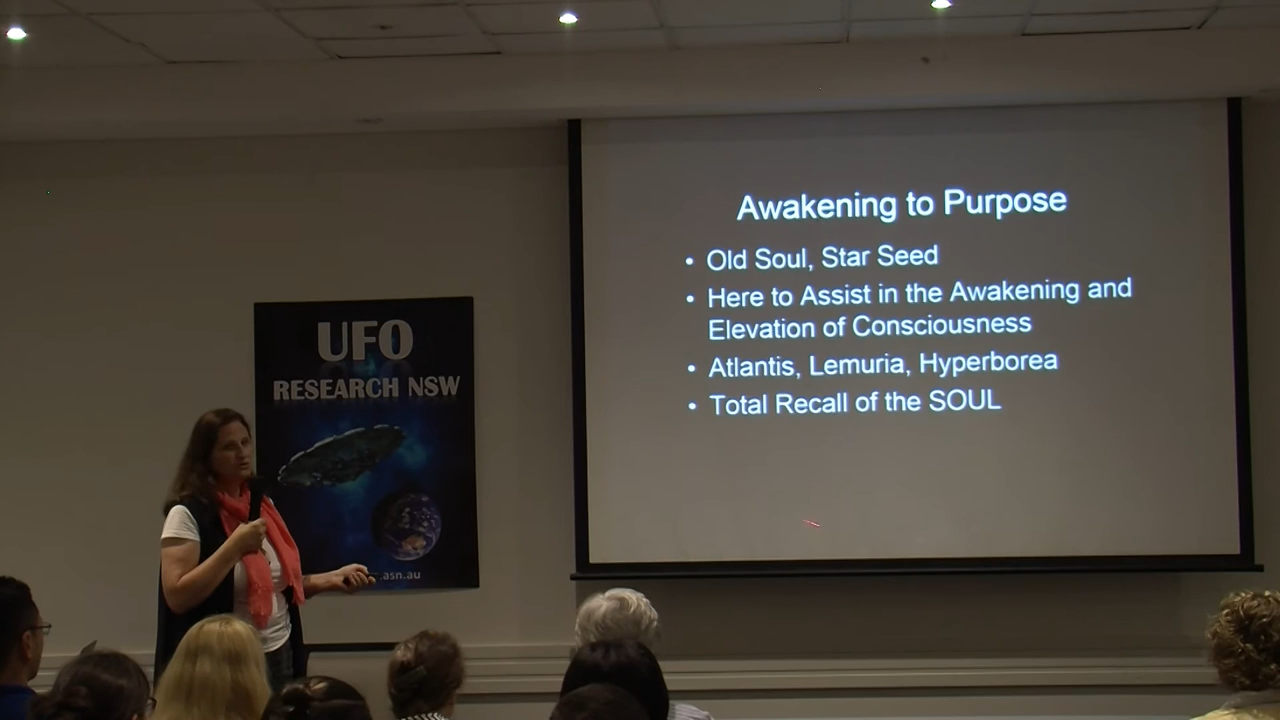 Awakening to Purpose
• Old Soul, Star Seed
• Here to Assist in the Awakening and
Elevation of Consciousness
• Atlantis, Lemuria, Hyperborea
• Total Recall of the SOUL
UFO
RESEARCH NSW
.asn.au